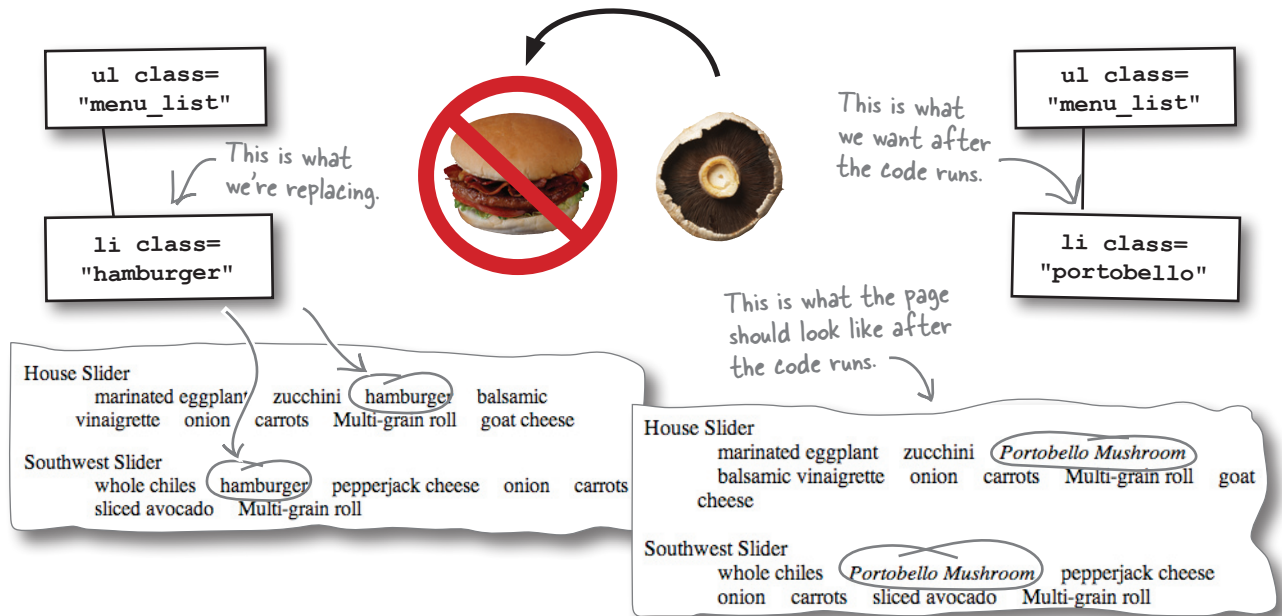 ul class=
"menu_list"
This is what
we're replacing.
li class=
"hamburger"
This is what
we want after
the code runs.
ul class=
"menu_list"
li class=
"portobello"
House Slider
marinated eggplant zucchini hamburger balsamic
vinaigrette onion carrots Multi-grain roll goat cheese
Southwest Slider
whole chiles hamburger pepperjack cheese onion carrots
sliced avocado Multi-grain roll
This is what the page
should look like after
the code runs.
House Slider
marinated eggplant zucchini Portobello Mushroom
balsamic vinaigrette onion carrots Multi-grain roll goat
cheese
Southwest Slider
whole chiles Portobello Mushroom pepperjack cheese
onion carrots sliced avocado Multi-grain roll